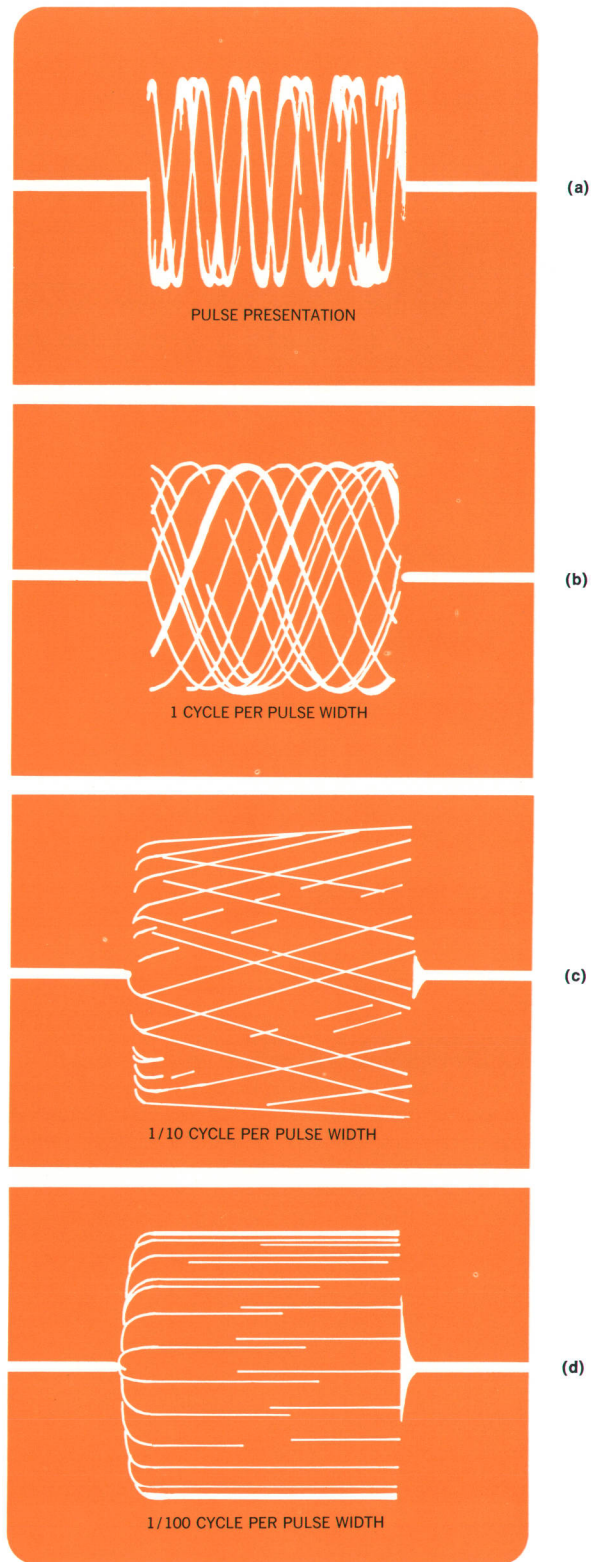 (a)
PULSE PRESENTATION
(b)
1 CYCLE PER PULSE WIDTH
(c)
1/10 CYCLE PER PULSE WIDTH
(d)
1/100 CYCLE PER PULSE WIDTH